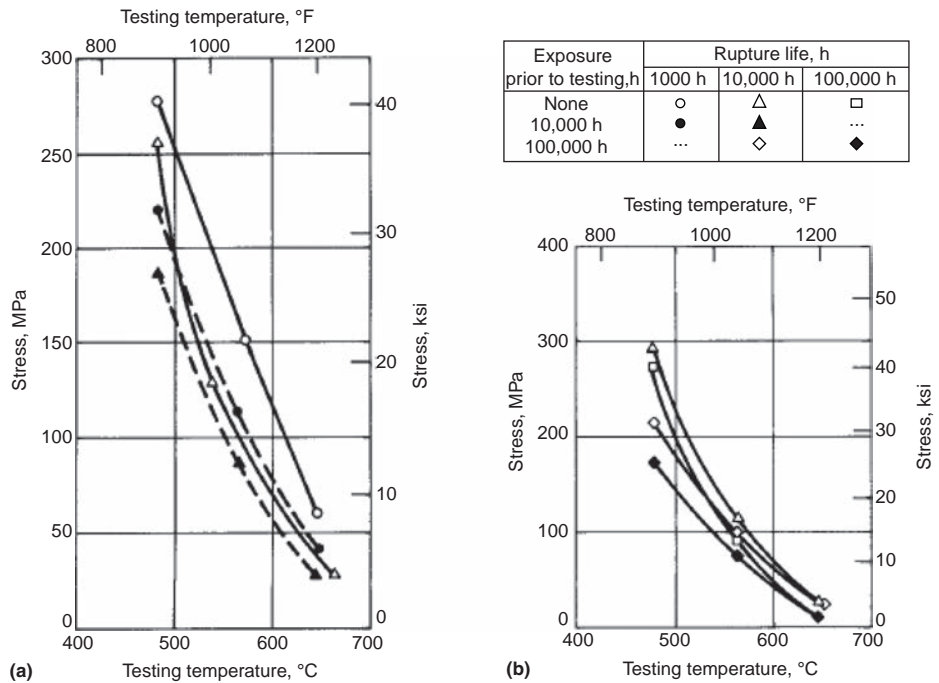 Testing temperature, °F
800 1000 1200
300
250
200
150
100
50
0
Stress, MPa
40
30
20
10
0
Stress, ksi
400 500 600 700
(a) Testing temperature, °C
Exposure prior to testing,h Rupture life, h
1000 h 10,000 h 100,000 h
None
10,000 h ...
100,000 h ...
Testing temperature, °F
800 1000 1200
400
300
200
100
0
Stress, MPa
50
40
30
20
10
0
Stress, ksi
400 500 600 700
(b) Testing temperature, °C